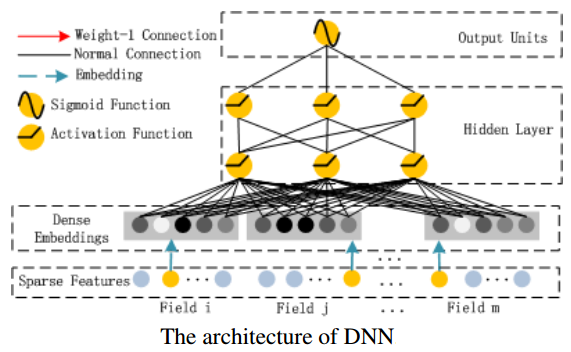 Weight-1 Connection
Normal Connection
Embedding
Sigmoid Function
Activation Function
Output Units
Hidden Layer
Dense
Embeddings
...
Sparse Features
... ... ... ...
Field i Field j ... Field m
The architecture of DNN